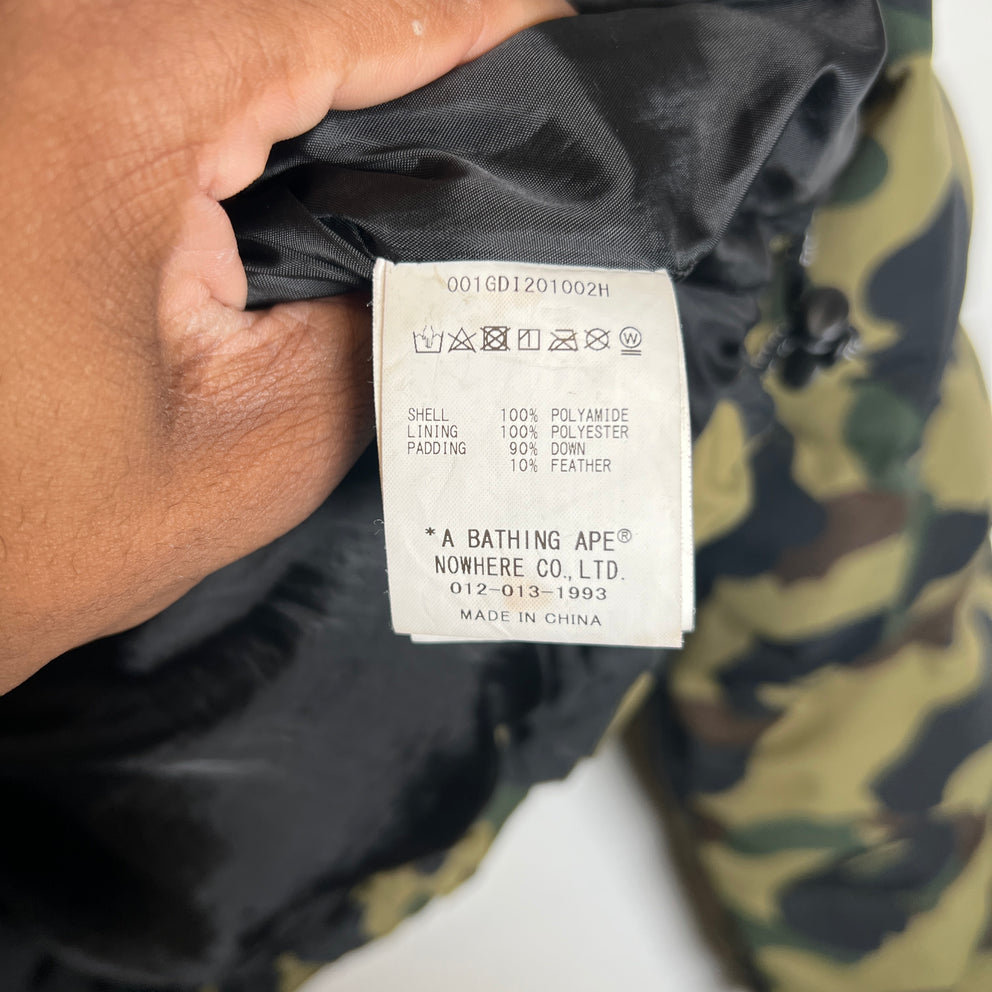 001GDI201002H
W
SHELL 100% POLYAMIDE
LINING 100% POLYESTER
PADDING 90% DOWN
10% FEATHER
*A BATHING APE®
NOWHERE CO.,LTD.
012-013-1993
MADE IN CHINA